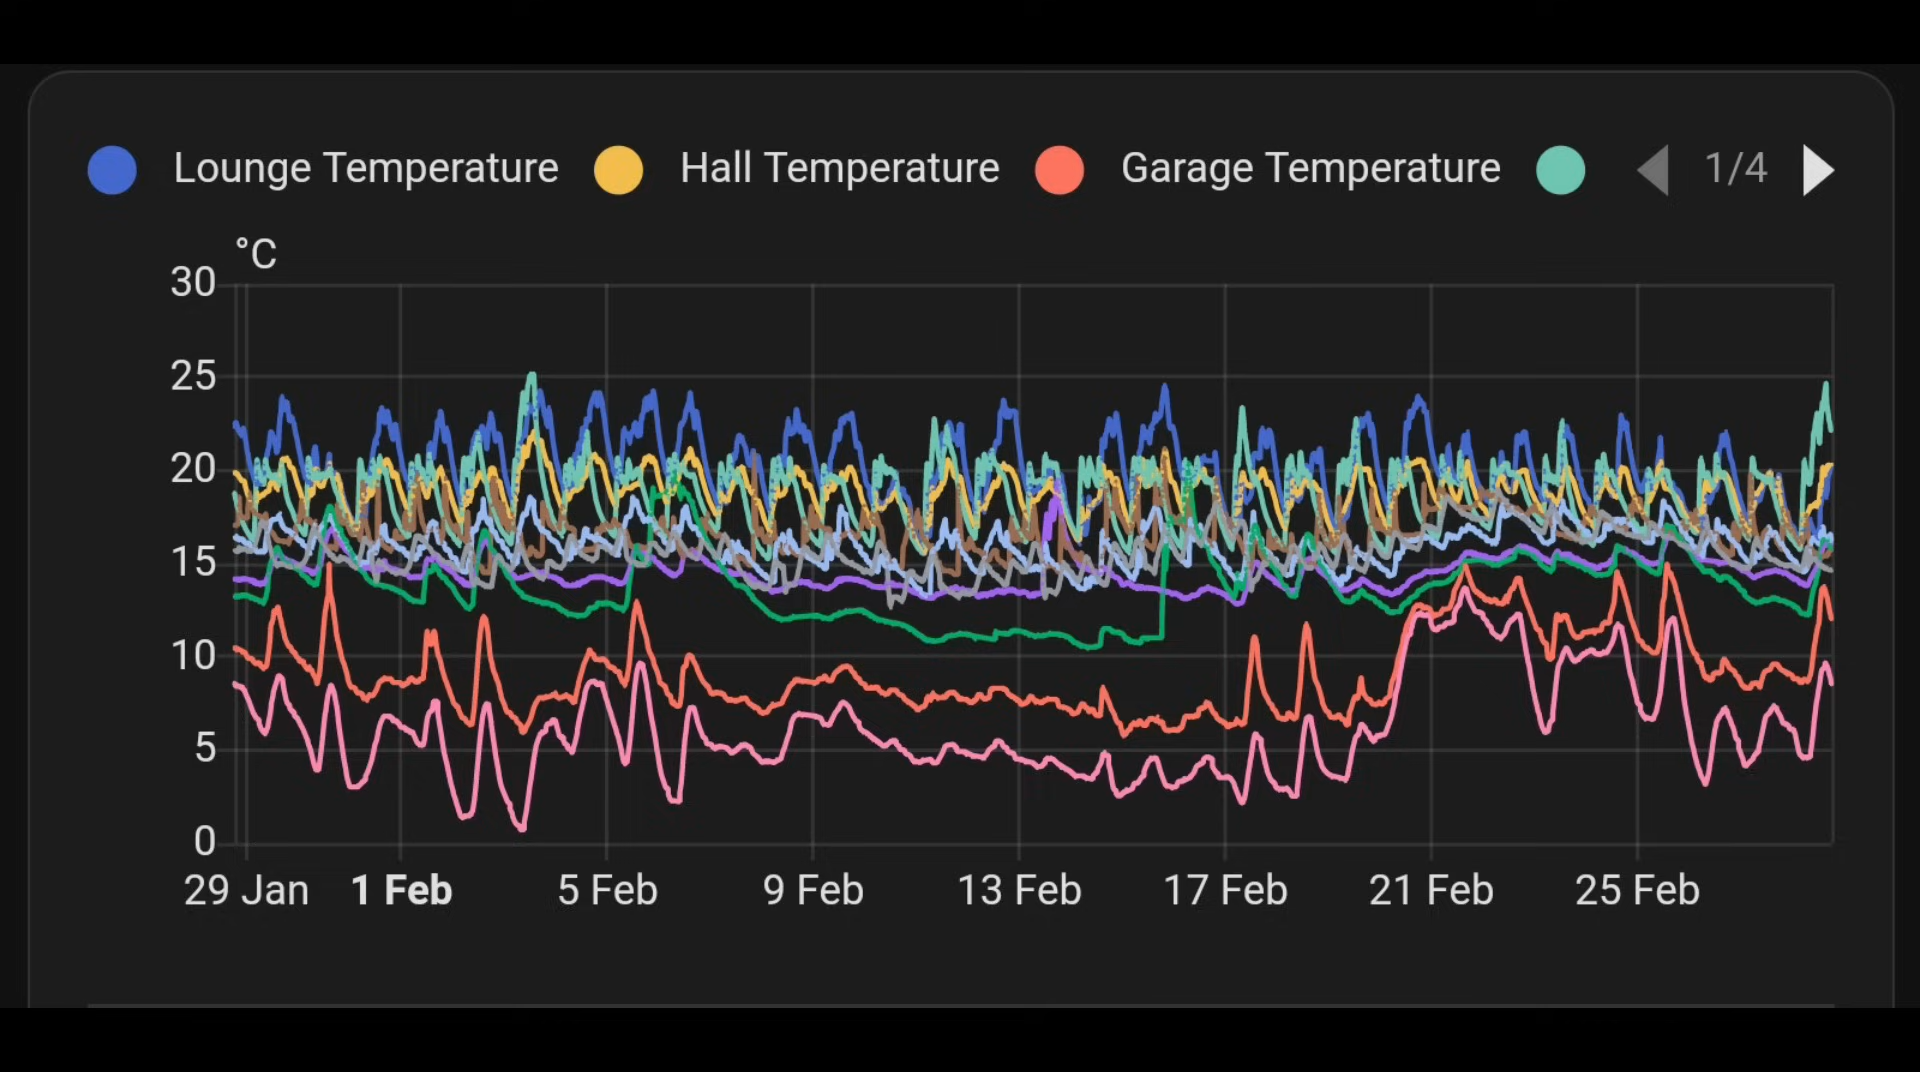 Lounge Temperature Hall Temperature Garage Temperature 1/4
°C
30
25
20
15
10
5
0
29 Jan 1 Feb 5 Feb 9 Feb 13 Feb 17 Feb 21 Feb 25 Feb